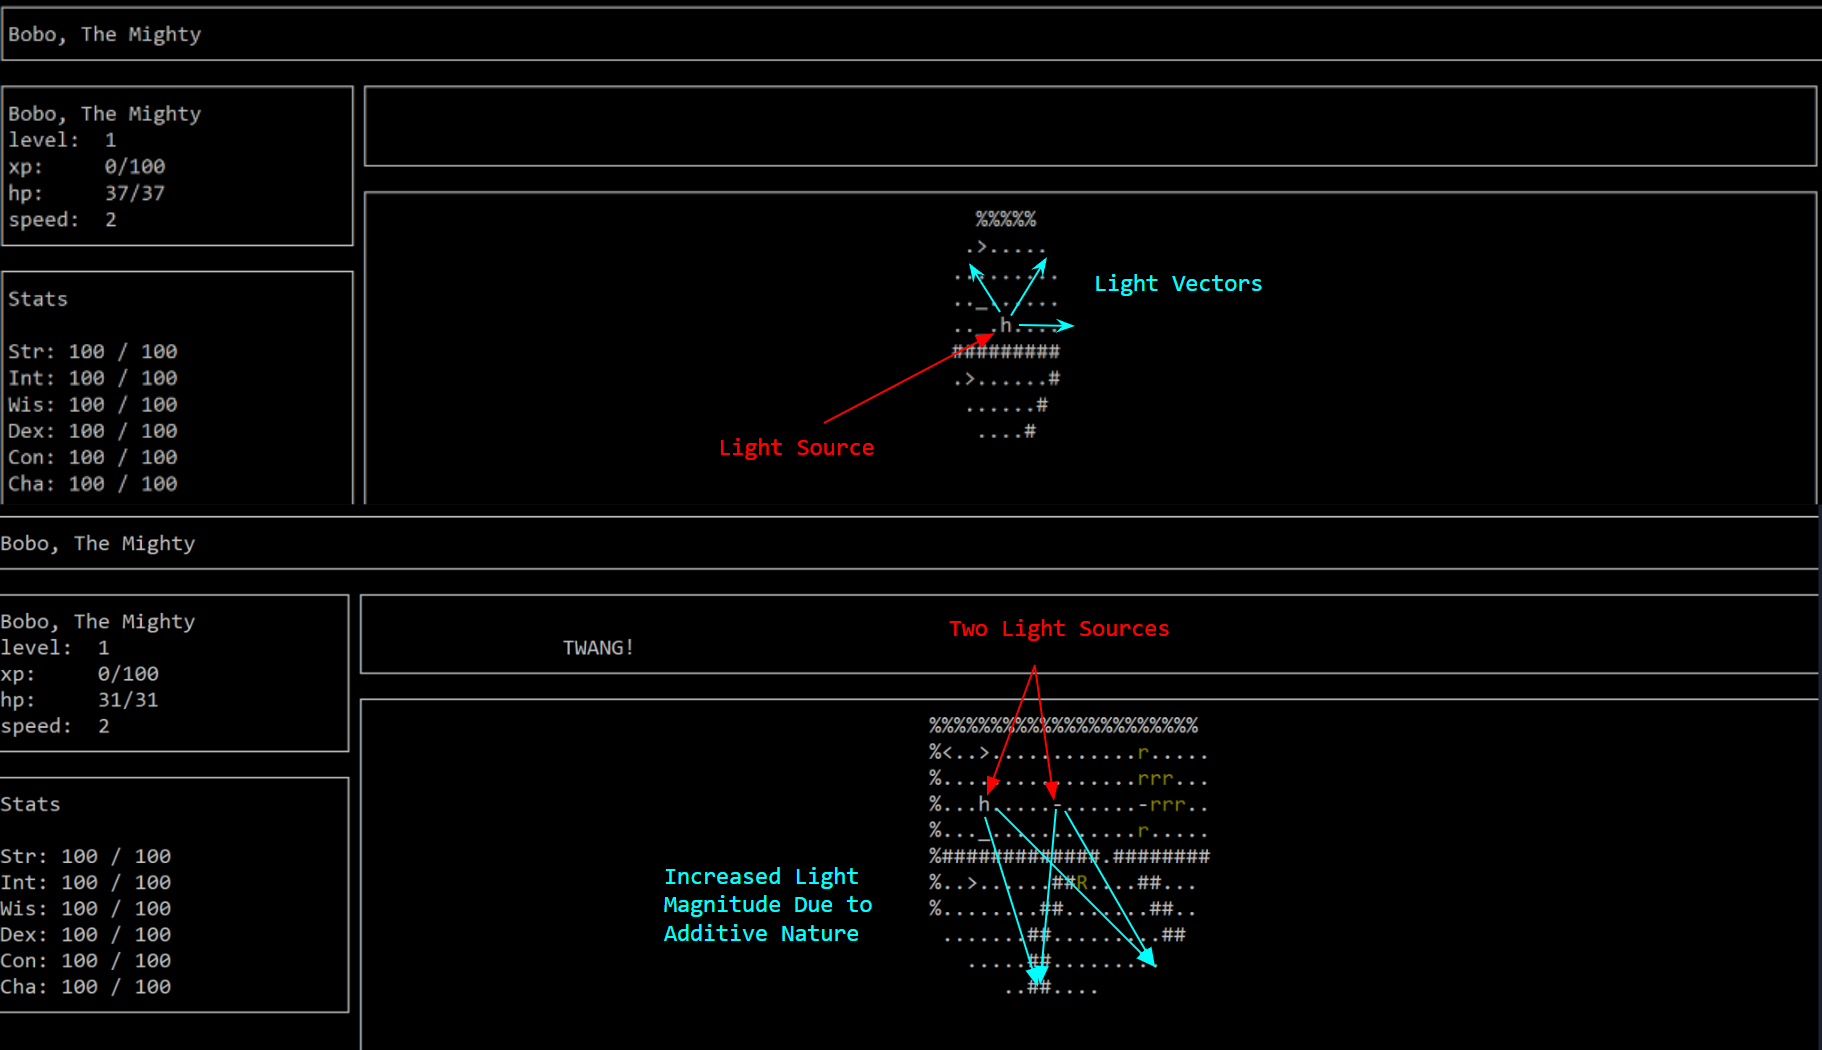 Bobo, The Mighty
Bobo, The Mighty
level:  1
xp:     0/100
hp:     37/37
speed:  2
Stats
Str: 100 / 100
Int: 100 / 100
Wis: 100 / 100
Dex: 100 / 100
Con: 100 / 100
Cha: 100 / 100
%%%%%
.>.....
.........
.._......
.._.h....
#########
.>......#
......#
....#
Light Vectors
Light Source
Bobo, The Mighty
Bobo, The Mighty
level:  1
xp:     0/100
hp:     31/31
speed:  2
Stats
Str: 100 / 100
Int: 100 / 100
Wis: 100 / 100
Dex: 100 / 100
Con: 100 / 100
Cha: 100 / 100
TWANG!
Two Light Sources
%%%%%%%%%%%%%%%%%%%%%%
%<..>............r.....
%................rrr...
%...h.....-......-rrr..
%..._............r.....
%#############.########
%..>......##R....##...
%........##.......##..
.......##.........##
.....##.........
..##....
Increased Light
Magnitude Due to
Additive Nature